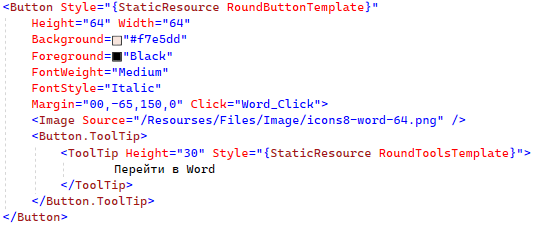 <Button Style="{StaticResource RoundButtonTemplate}"
Height="64" Width="64"
Background="#f7e5dd"
Foreground="Black"
FontWeight="Medium"
FontStyle="Italic"
Margin="00,-65,150,0" Click="Word_Click">
<Image Source="/Resourses/Files/Image/icons8-word-64.png" />
<Button.ToolTip>
<ToolTip Height="30" Style="{StaticResource RoundToolsTemplate}">
Перейти в Word
</ToolTip>
</Button.ToolTip>
</Button>